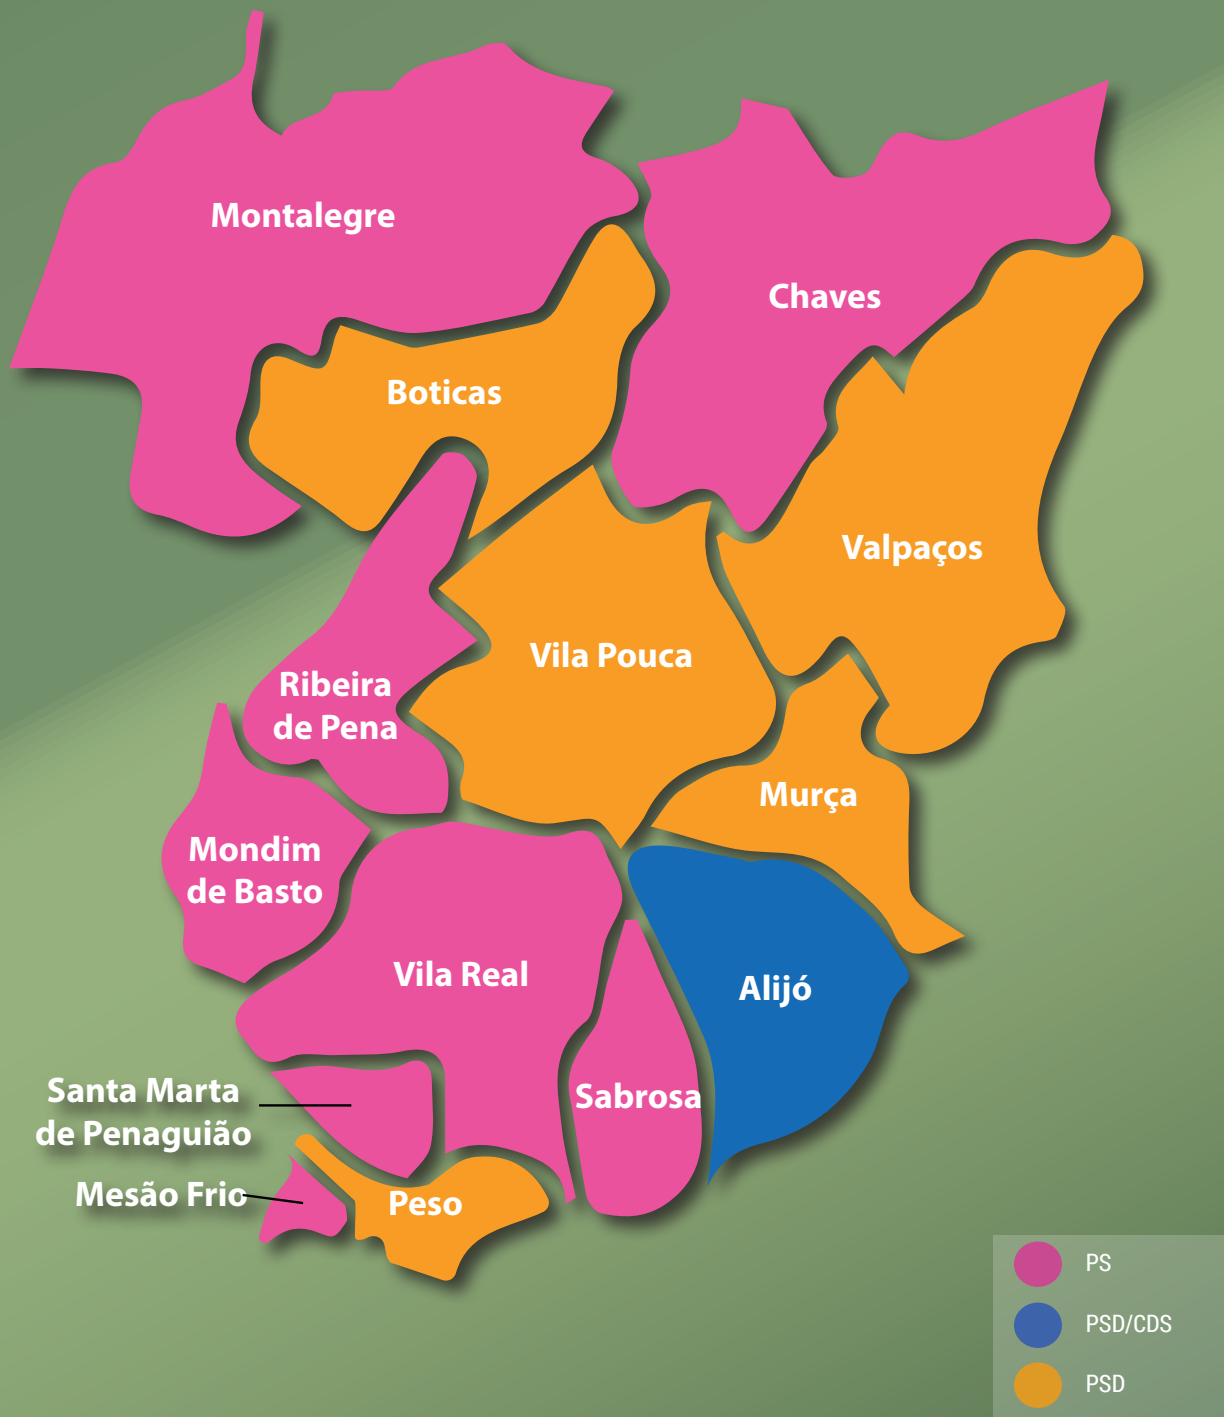 Montalegre
Chaves
Boticas
Valpaços
Vila Pouca
Ribeira
de Pena
Murça
Mondim
de Basto
Vila Real
Alijó
Santa Marta
de Penaguião
Sabrosa
Mesão Frio
Peso
PS
PSD/CDS
PSD